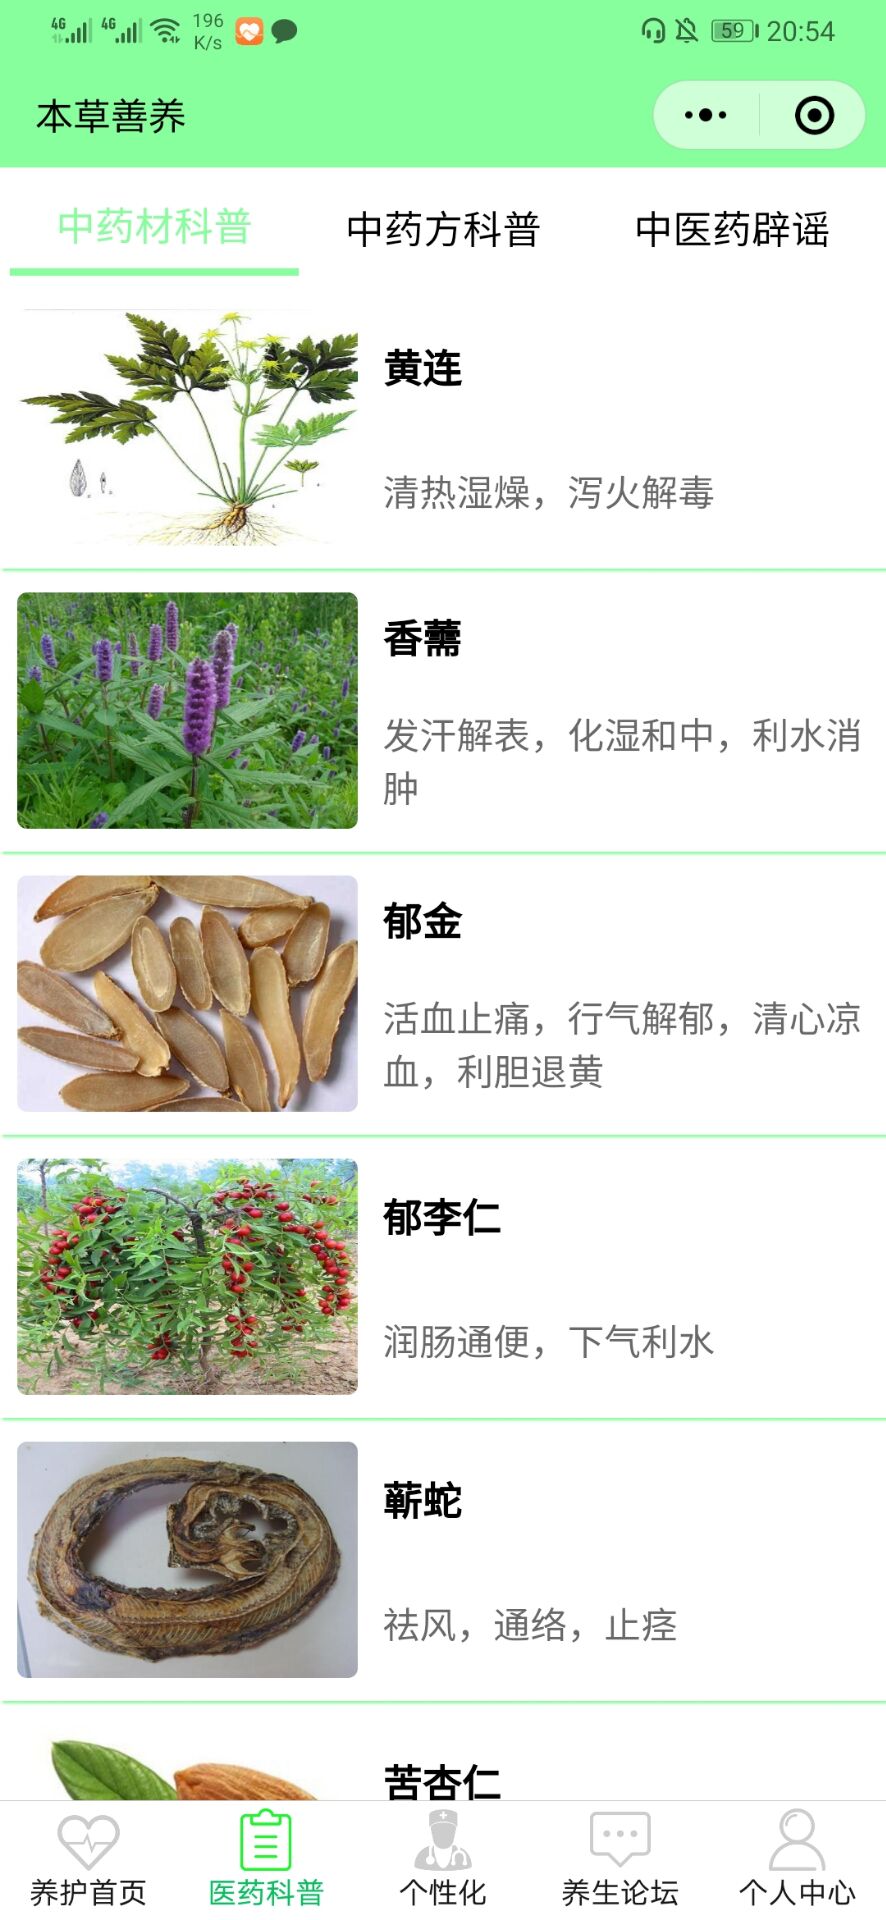 4G 4G 196 K/s 59 20:54
本草善养
中药材科普 中药方科普 中医药辟谣
黄连
清热湿燥，泻火解毒
香薷
发汗解表，化湿和中，利水消
肿
郁金
活血止痛，行气解郁，清心凉
血，利胆退黄
郁李仁
润肠通便，下气利水
蕲蛇
祛风，通络，止痉
苦杏仁
养护首页 医药科普 个性化 养生论坛 个人中心